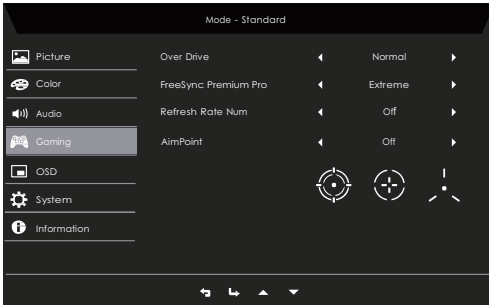 Mode - Standard
Picture
Over Drive Normal
Color
FreeSync Premium Pro Extreme
Audio
Refresh Rate Num Off
Gaming
AimPoint Off
OSD
System
Information